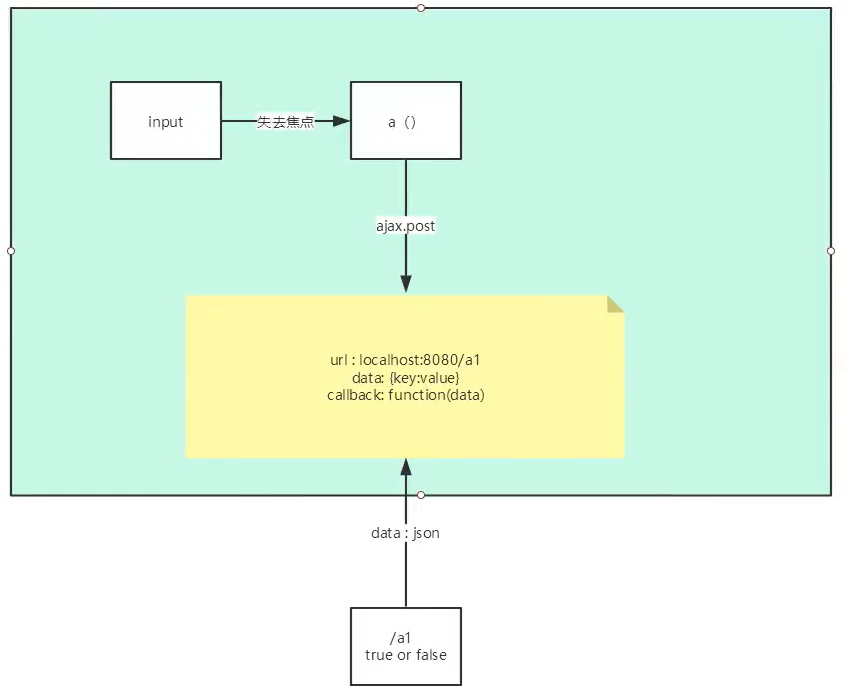 input
失去焦点
a（）
ajax.post
url : localhost:8080/a1
data: {key:value}
callback: function(data)
data : json
/a1
true or false